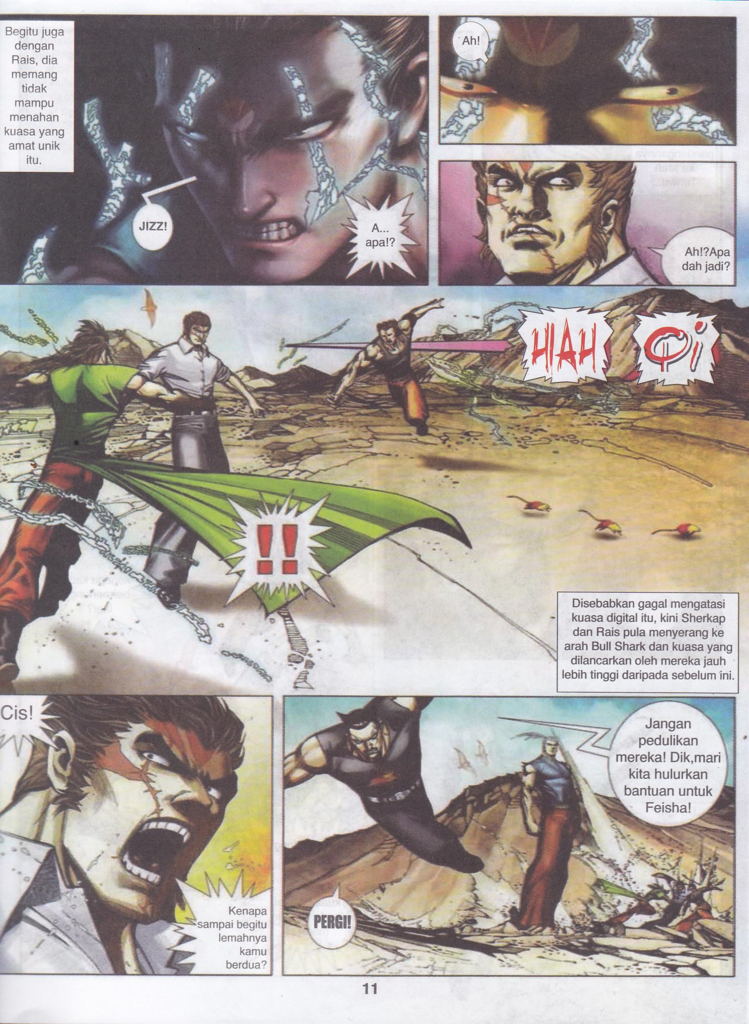 Begitu juga
dengan
Rais, dia
memang
tidak
mampu
menahan
kuasa yang
amat unik
itu.
JIZZ!
A...
apa!?
Ah!
Ah!?Apa
dah jadi?
HIAH
Ci
!!
Disebabkan gagal mengatasi
kuasa digital itu, kini Sherkap
dan Rais pula menyerang ke
arah Bull Shark dan kuasa yang
dilancarkan oleh mereka jauh
lebih tinggi daripada sebelum ini.
Cis!
Kenapa
sampai begitu
lemahnya
kamu
berdua?
Jangan
pedulikan
mereka! Dik,mari
kita hulurkan
bantuan untuk
Feisha!
PERGI!
11